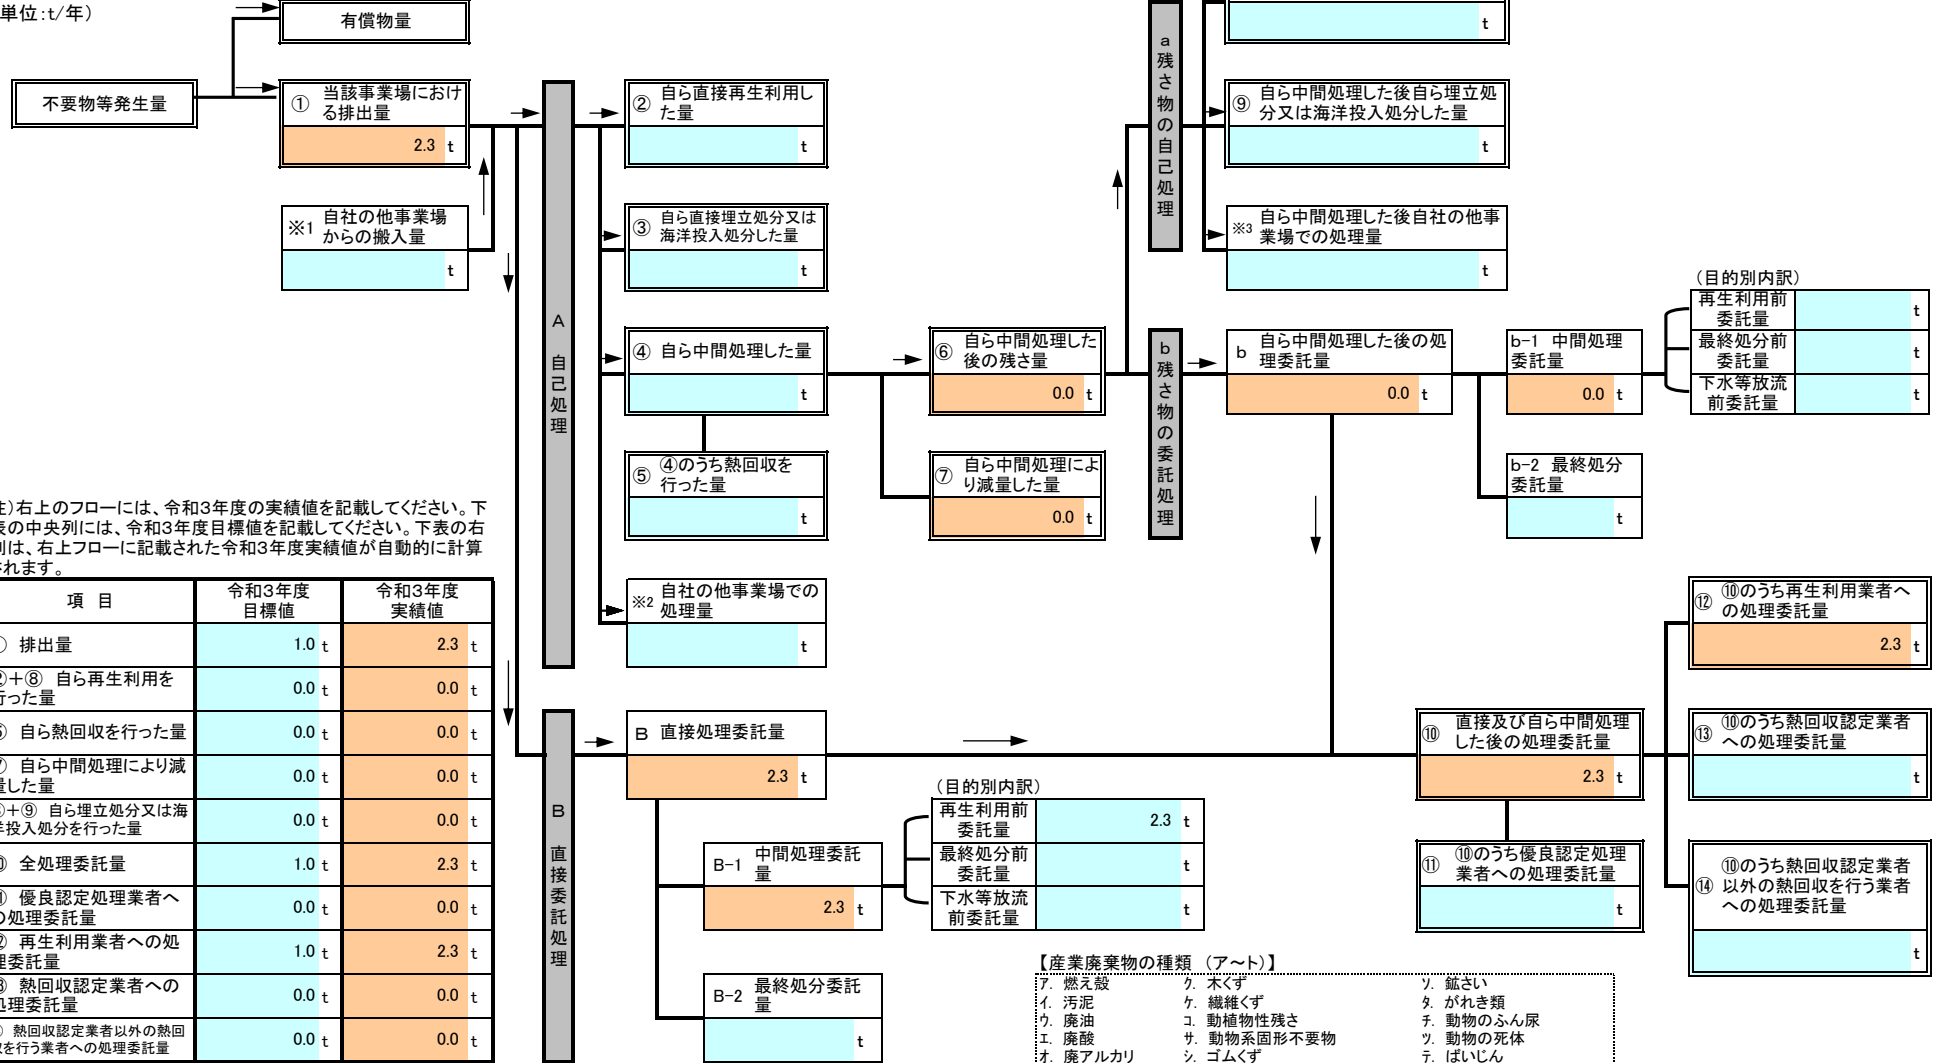 単位:t/年）
有償物量
不要物等発生量
① 当該事業場におけ
る排出量
2.3 t
※1 自社の他事業場
からの搬入量
t
A 自己処理
② 自ら直接再生利用し
た量
t
③ 自ら直接埋立処分又は
海洋投入処分した量
t
④ 自ら中間処理した量
t
⑤ ④のうち熱回収を
行った量
t
※2 自社の他事業場での
処理量
t
⑥ 自ら中間処理した
後の残さ量
0.0 t
⑦ 自ら中間処理によ
り減量した量
0.0 t
a 残さ物の自己処理
t
⑨ 自ら中間処理した後自ら埋立処
分又は海洋投入処分した量
t
※3 自ら中間処理した後自社の他事
業場での処理量
t
b 残さ物の委託処理
b 自ら中間処理した後の処
理委託量
0.0 t
b-1 中間処理
委託量
0.0 t
b-2 最終処分
委託量
t
（目的別内訳）
再生利用前
委託量 t
最終処分前
委託量 t
下水等放流
前委託量 t
注）右上のフローには、令和3年度の実績値を記載してください。下
表の中央列には、令和3年度目標値を記載してください。下表の右
列は、右上フローに記載された令和3年度実績値が自動的に計算
されます。
項 目 令和3年度
目標値 令和3年度
実績値
① 排出量 1.0 t 2.3 t
②+⑧ 自ら再生利用を
行った量 0.0 t 0.0 t
⑤ 自ら熱回収を行った量 0.0 t 0.0 t
⑦ 自ら中間処理により減
量した量 0.0 t 0.0 t
③+⑨ 自ら埋立処分又は海
洋投入処分を行った量 0.0 t 0.0 t
⑩ 全処理委託量 1.0 t 2.3 t
⑪ 優良認定処理業者へ
の処理委託量 0.0 t 0.0 t
⑫ 再生利用業者への処
理委託量 1.0 t 2.3 t
⑬ 熱回収認定業者への
処理委託量 0.0 t 0.0 t
⑭ 熱回収認定業者以外の熱回
収を行う業者への処理委託量 0.0 t 0.0 t
B 直接委託処理
B 直接処理委託量
2.3 t
B-1 中間処理委託
量
2.3 t
B-2 最終処分委託
量
t
（目的別内訳）
再生利用前
委託量 2.3 t
最終処分前
委託量 t
下水等放流
前委託量 t
⑩ 直接及び自ら中間処理
した後の処理委託量
2.3 t
⑪ ⑩のうち優良認定処理
業者への処理委託量
t
⑫ ⑩のうち再生利用業者へ
の処理委託量
2.3 t
⑬ ⑩のうち熱回収認定業者
への処理委託量
t
⑭ ⑩のうち熱回収認定業者
以外の熱回収を行う業者
への処理委託量
t
【産業廃棄物の種類 （ア～ト）】
ア. 燃え殻 ク. 木くず ソ. 鉱さい
イ. 汚泥 ケ. 繊維くず タ. がれき類
ウ. 廃油 コ. 動植物性残さ チ. 動物のふん尿
エ. 廃酸 サ. 動物系固形不要物 ツ. 動物の死体
オ. 廃アルカリ シ. ゴムくず テ. ばいじん